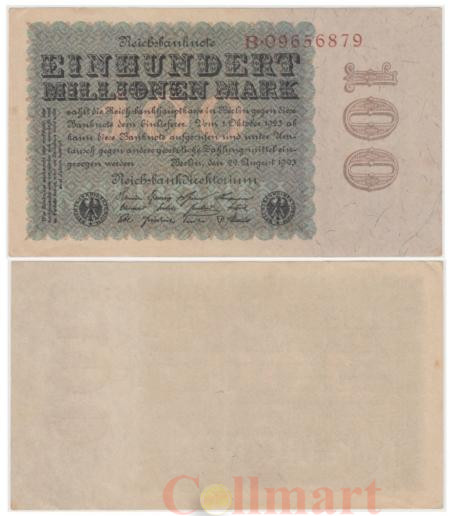 Reichsbanknote
B·09656879
EINHUNDERT
MILLIONEN MARK
zahlt die Reichsbankhauptkasse in Berlin gegen diese
Banknote dem Einlieferer. Vom 1. Oktober 1923 ab
kann diese Banknote aufgerufen und unter Um-
tausch gegen andere gesetzliche Zahlungsmittel ein-
gezogen werden
Berlin, den 22. August 1923
Reichsbankdirektorium
100
Collmart